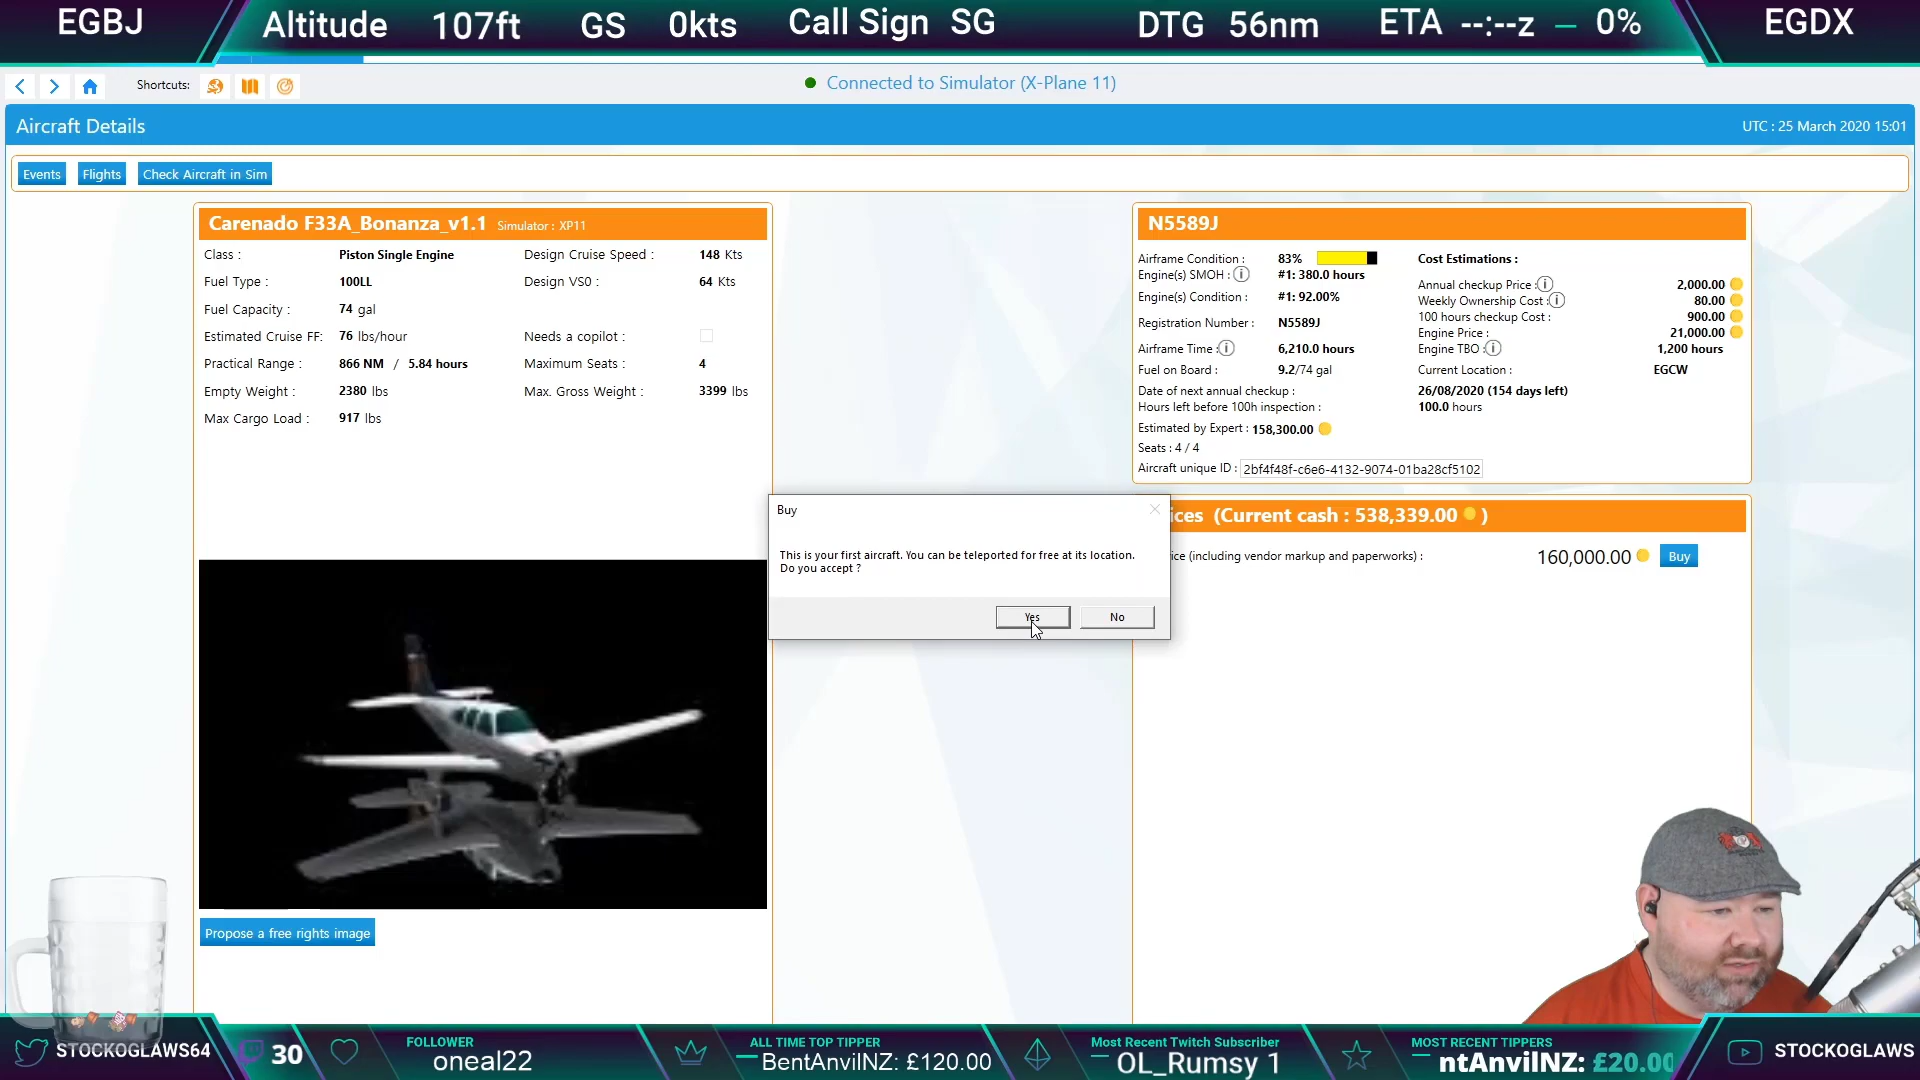 EGBJ
Altitude 107ft GS 0kts Call Sign SG DTG 56nm ETA --:--z — 0%
EGDX
Shortcuts:
Connected to Simulator (X-Plane 11)
Aircraft Details
UTC : 25 March 2020 15:01
Events Flights Check Aircraft in Sim
Carenado F33A_Bonanza_v1.1 Simulator : XP11
Class : Piston Single Engine Design Cruise Speed : 148 Kts
Fuel Type : 100LL Design VS0 : 64 Kts
Fuel Capacity : 74 gal
Estimated Cruise FF: 76 lbs/hour Needs a copilot :
Practical Range : 866 NM / 5.84 hours Maximum Seats : 4
Empty Weight : 2380 lbs Max. Gross Weight : 3399 lbs
Max Cargo Load : 917 lbs
Propose a free rights image
N5589J
Airframe Condition : 83% Cost Estimations :
Engine(s) SMOH : #1: 380.0 hours
Annual checkup Price : 2,000.00
Engine(s) Condition : #1: 92.00% Weekly Ownership Cost : 80.00
100 hours checkup Cost : 900.00
Registration Number : N5589J
Engine Price : 21,000.00
Airframe Time : 6,210.0 hours Engine TBO : 1,200 hours
Fuel on Board : 9.2/74 gal Current Location : EGCW
Date of next annual checkup : 26/08/2020 (154 days left)
Hours left before 100h inspection : 100.0 hours
Estimated by Expert : 158,300.00
Seats : 4 / 4
Aircraft unique ID : 2bf4f48f-c6e6-4132-9074-01ba28cf5102
ices (Current cash : 538,339.00 )
ice (including vendor markup and paperworks) : 160,000.00 Buy
Buy
This is your first aircraft. You can be teleported for free at its location.
Do you accept ?
Yes No
STOCKOGLAWS64
30
FOLLOWER
oneal22
ALL TIME TOP TIPPER
BentAnvilNZ: £120.00
Most Recent Twitch Subscriber
OL_Rumsy 1
MOST RECENT TIPPERS
ntAnvilNZ: £20.00
STOCKOGLAWS